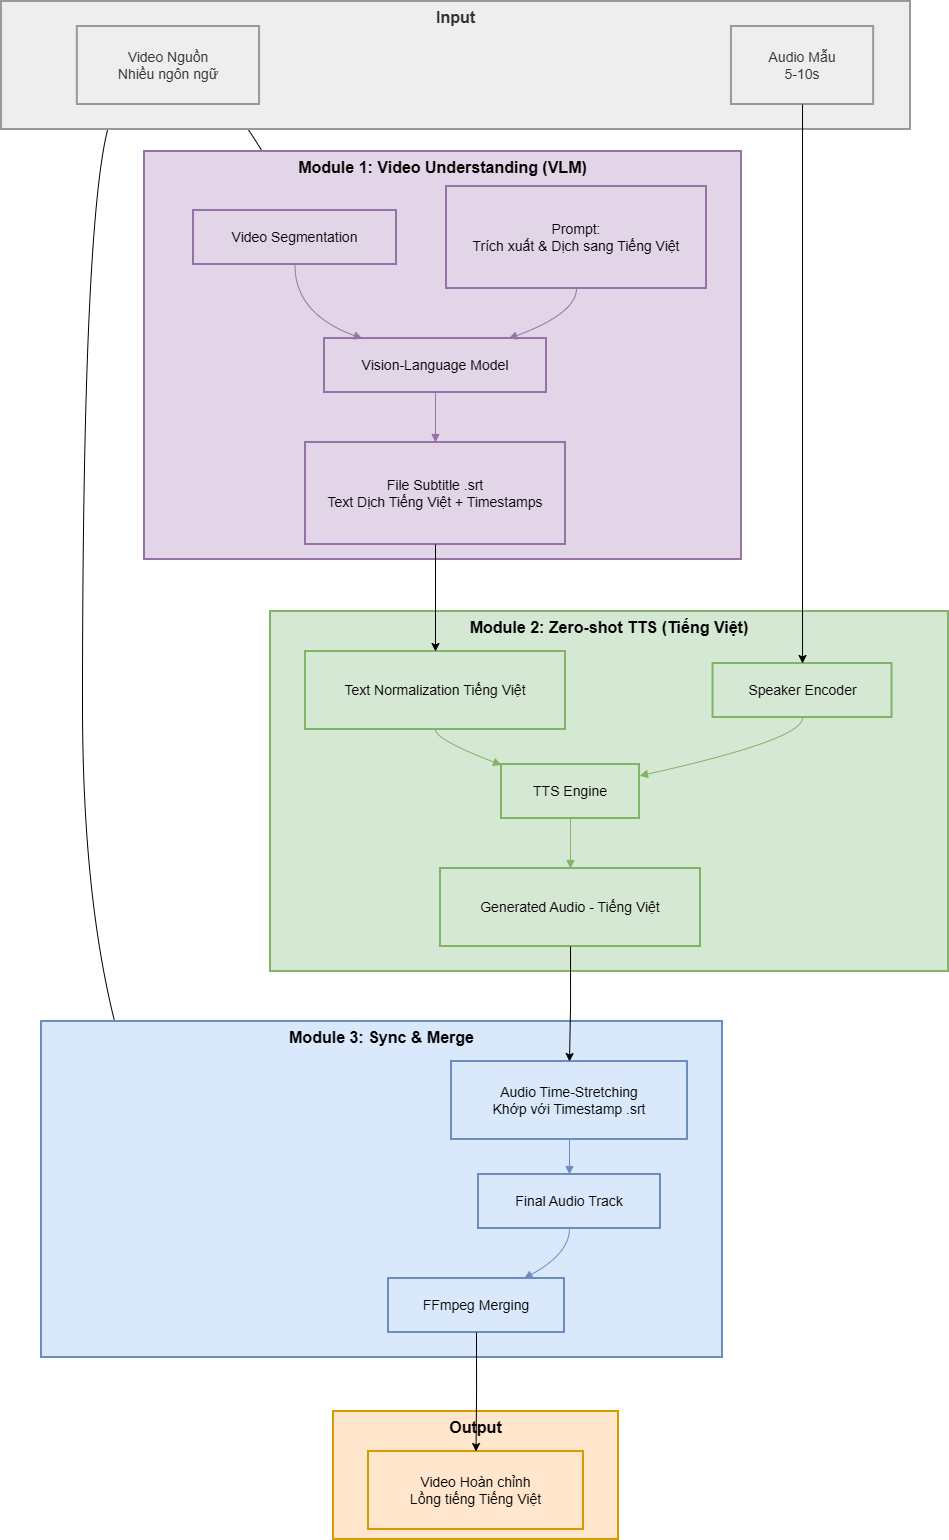 Input
Video Nguồn
Nhiều ngôn ngữ
Audio Mẫu
5-10s
Module 1: Video Understanding (VLM)
Video Segmentation
Prompt:
Trích xuất & Dịch sang Tiếng Việt
Vision-Language Model
File Subtitle .srt
Text Dịch Tiếng Việt + Timestamps
Module 2: Zero-shot TTS (Tiếng Việt)
Text Normalization Tiếng Việt
Speaker Encoder
TTS Engine
Generated Audio - Tiếng Việt
Module 3: Sync & Merge
Audio Time-Stretching
Khớp với Timestamp .srt
Final Audio Track
FFmpeg Merging
Output
Video Hoàn chỉnh
Lồng tiếng Tiếng Việt